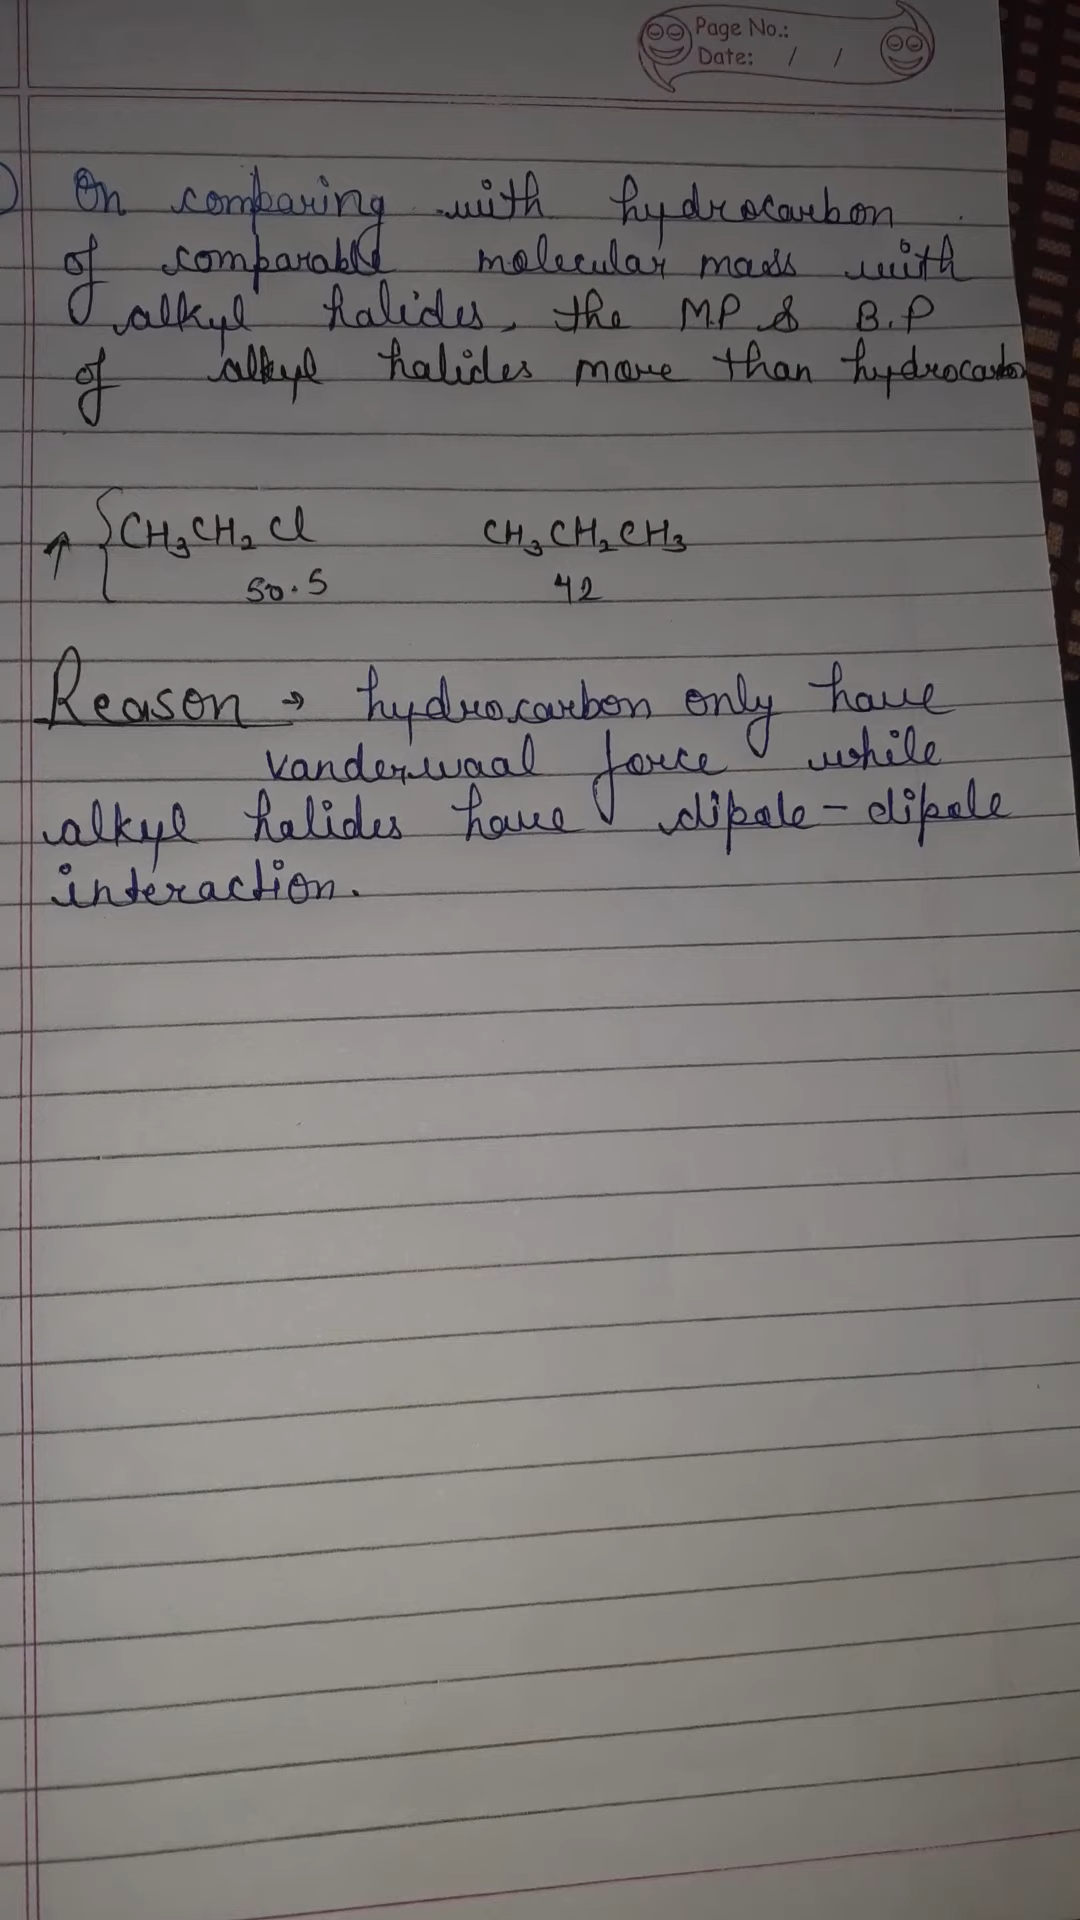 Page No.:
Date: / /
On comparing with hydrocarbon
of comparable molecular mass with
alkyl halides, the M.P & B.P
of alkyl halides more than hydrocarbon
↑ { CH₃CH₂Cl CH₃CH₂CH₃
50.5 42
Reason → hydrocarbon only have
vanderwaal force while
alkyl halides have dipole-dipole
interaction.